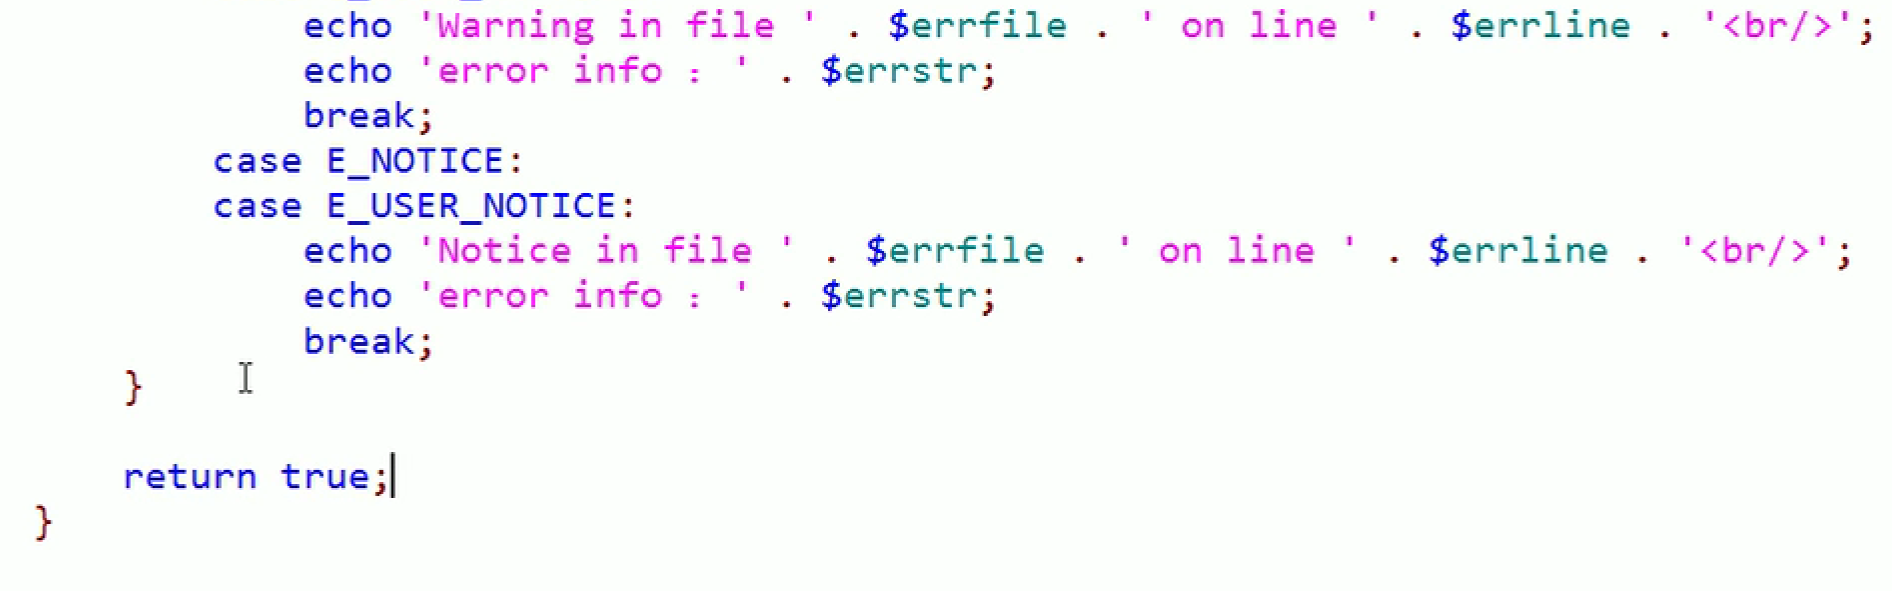 echo 'Warning in file ' . $errfile . ' on line ' . $errline . '<br/>';
echo 'error info : ' . $errstr;
break;
case E_NOTICE:
case E_USER_NOTICE:
echo 'Notice in file ' . $errfile . ' on line ' . $errline . '<br/>';
echo 'error info : ' . $errstr;
break;
}
return true;
}